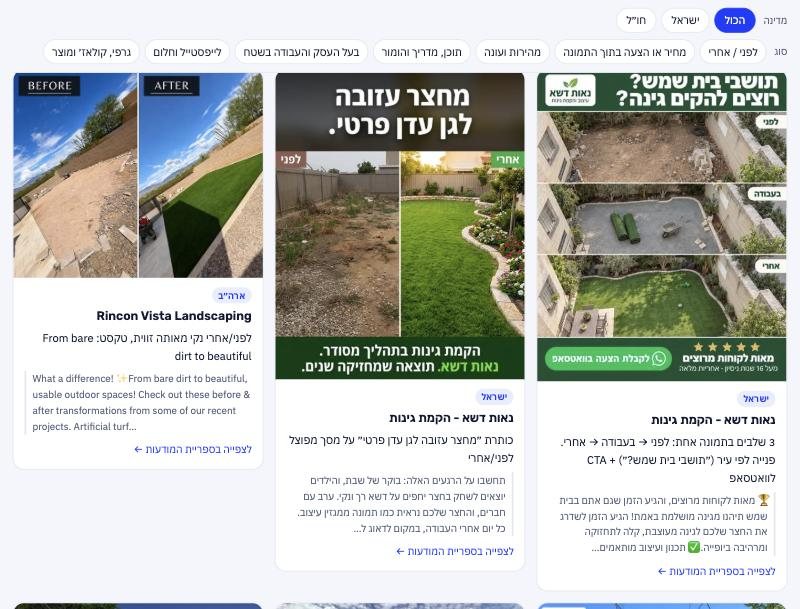 מדינה
הכול
ישראל
חו״ל
סוג
לפני / אחרי
מחיר או הצעה בתוך התמונה
מהירות ועונה
תוכן, מדריך והומור
בעל העסק והעבודה בשטח
לייפסטייל וחלום
גרפי, קולאז׳ ומוצר
תושבי בית שמש?
רוצים להקים גינה?
נאות דשא
לפני
בעבודה
אחרי
מאות לקוחות מרוצים
מעל 16 שנות ניסיון - אחריות מלאה
לקבלת הצעה בוואטסאפ
ישראל
נאות דשא - הקמת גינות
3 שלבים בתמונה אחת: לפני → בעבודה → אחרי.
פנייה לפי עיר (״תושבי בית שמש?״) + CTA
לוואטסאפ
🏆 מאות לקוחות מרוצים, והגיע הזמן שגם אתם בבית
שמש תיהנו מגינה מושלמת באמת! הגיע הזמן לשדרג
את החצר שלכם לגינה מעוצבת, קלה לתחזוקה
ומרהיבה ביופייה.✅ תכנון ועיצוב מותאמים...
לצפייה בספריית המודעות ←
מחצר עזובה
לגן עדן פרטי.
לפני
אחרי
הקמת גינות בתהליך מסודר.
נאות דשא. תוצאה שמחזיקה שנים.
ישראל
נאות דשא - הקמת גינות
כותרת ״מחצר עזובה לגן עדן פרטי״ על מסך מפוצל
לפני/אחרי
תחשבו על הרגעים האלה: בוקר של שבת, והילדים
יוצאים לשחק בחצר יחפים על דשא רך ונקי. ערב עם
חברים, והחצר שלכם נראית כמו תמונה ממגזין עיצוב.
כל יום אחרי העבודה, במקום לדאוג ל...
לצפייה בספריית המודעות ←
BEFORE
AFTER
ארה״ב
Rincon Vista Landscaping
לפני/אחרי נקי מאותה זווית, טקסט: From bare
dirt to beautiful
What a difference! ✨From bare dirt to beautiful,
usable outdoor spaces! Check out these before &
after transformations from some of our recent
projects. Artificial turf...
לצפייה בספריית המודעות ←